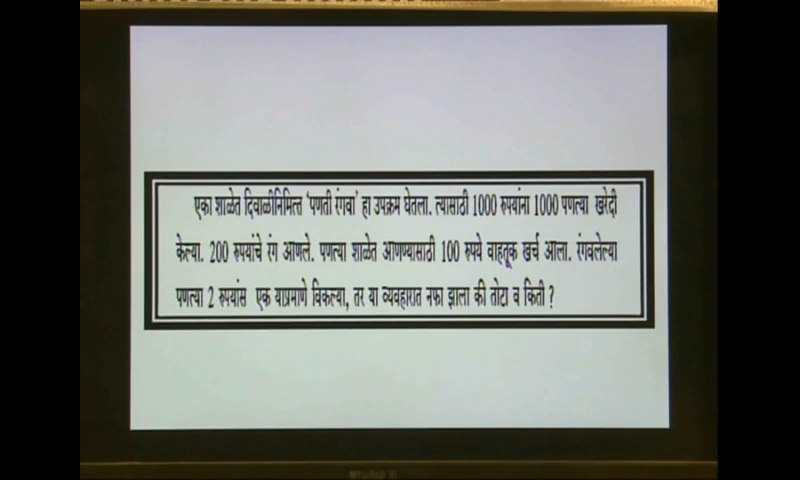 एका शाळेत दिवाळीनिमित्त 'पणती रंगवा' हा उपक्रम घेतला. त्यासाठी 1000 रुपयांना 1000 पणत्या खरेदी
केल्या. 200 रुपयांचे रंग आणले. पणत्या शाळेत आणण्यासाठी 100 रुपये वाहतूक खर्च आला. रंगवलेल्या
पणत्या 2 रुपयांस एक याप्रमाणे विकल्या, तर या व्यवहारात नफा झाला की तोटा व किती ?